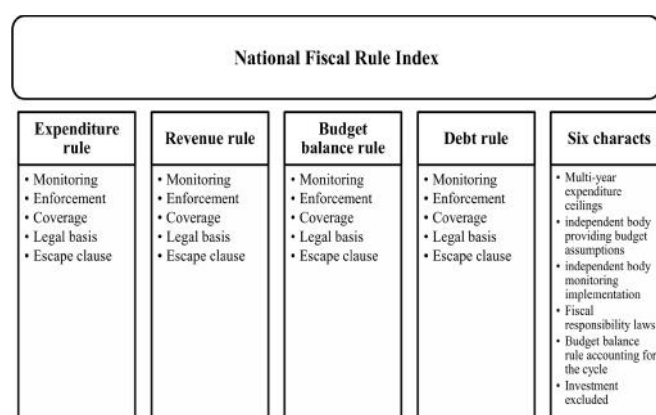 National Fiscal Rule Index
Expenditure
rule
• Monitoring
• Enforcement
• Coverage
• Legal basis
• Escape clause
Revenue rule
• Monitoring
• Enforcement
• Coverage
• Legal basis
• Escape clause
Budget
balance rule
• Monitoring
• Enforcement
• Coverage
• Legal basis
• Escape clause
Debt rule
• Monitoring
• Enforcement
• Coverage
• Legal basis
• Escape clause
Six characts
• Multi-year
expenditure
ceilings
• independent body
providing budget
assumptions
• independent body
monitoring
implementation
• Fiscal
responsibility laws
• Budget balance
rule accounting for
the cycle
• Investment
excluded